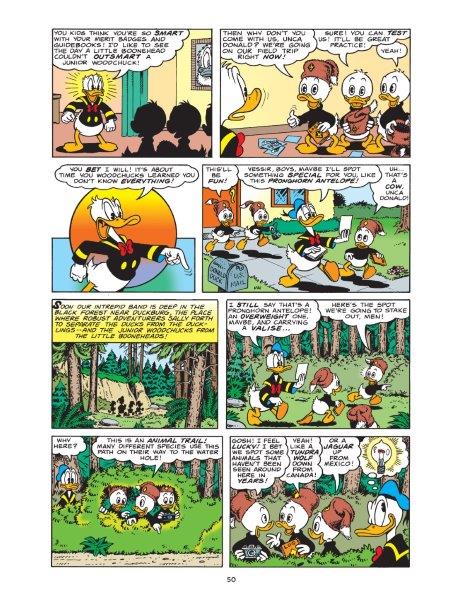 YOU KIDS THINK YOU'RE SO SMART
WITH YOUR MERIT BADGES AND
GUIDEBOOKS! I'D LIKE TO SEE
THE DAY A LITTLE BOONEHEAD
COULDN'T OUTSMART A
JUNIOR WOODCHUCK!
THEN WHY DON'T YOU
COME WITH US, UNCA
DONALD? WE'RE GOING
ON OUR FIELD TRIP
RIGHT NOW!
SURE! YOU CAN TEST
US! IT'LL BE GREAT
PRACTICE!
YEAH!
YOU BET I WILL! IT'S ABOUT
TIME YOU WOODCHUCKS LEARNED YOU
DON'T KNOW EVERYTHING!
THIS'LL
BE
FUN!
YESSIR, BOYS, MAYBE I'LL SPOT
SOMETHING SPECIAL FOR YOU, LIKE
THIS PRONGHORN ANTELOPE!
UH...
THAT'S
A
COW,
UNCA
DONALD!
DONALD
DUCK
US
MAIL
SOON OUR INTREPID BAND IS DEEP IN THE
BLACK FOREST NEAR DUCKBURG, THE PLACE
WHERE ROBUST ADVENTURERS SALLY FORTH
TO SEPARATE THE DUCKS FROM THE DUCK-
LINGS--AND THE JUNIOR WOODCHUCKS FROM
THE LITTLE BOONEHEADS!
I STILL SAY THAT'S A
PRONGHORN ANTELOPE!
AN OVERWEIGHT ONE,
MAYBE, AND CARRYING
A VALISE...
HERE'S THE SPOT
WE'RE GOING TO STAKE
OUT, MEN!
WHY
HERE?
THIS IS AN ANIMAL TRAIL!
MANY DIFFERENT SPECIES USE THIS
PATH ON THEIR WAY TO THE WATER
HOLE!
GOSH! I FEEL
LUCKY! I BET
WE SPOT SOME
ANIMALS THAT
HAVEN'T BEEN
SEEN AROUND
HERE IN
YEARS!
YEAH!
LIKE A
TUNDRA
WOLF
DOWN
FROM
CANADA!
OR A
JAGUAR
UP
FROM
MEXICO!
50